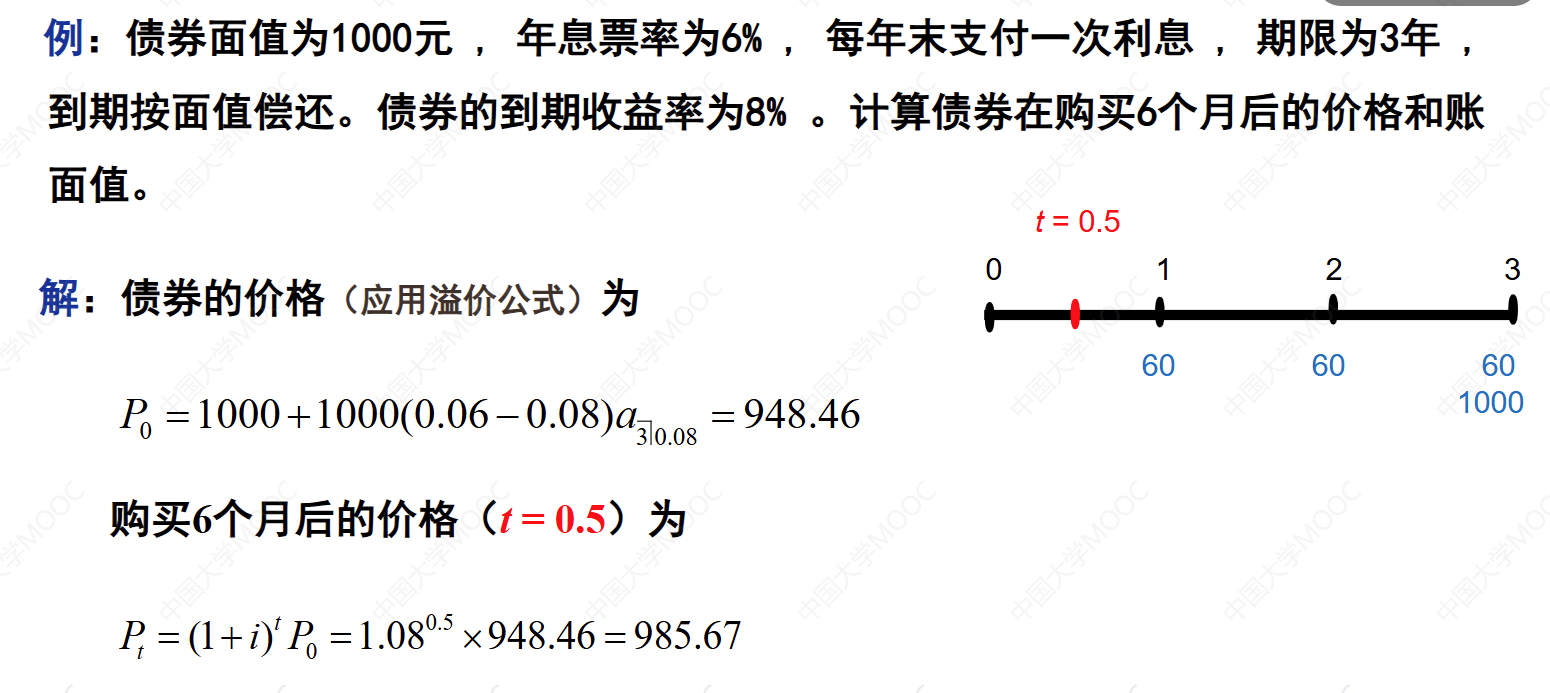 例：债券面值为1000元 ， 年息票率为6% ， 每年末支付一次利息 ， 期限为3年 ，
到期按面值偿还。债券的到期收益率为8% 。计算债券在购买6个月后的价格和账
面值。
t = 0.5
0 1 2 3
60 60 60
1000
解：债券的价格（应用溢价公式）为
P₀ = 1000 + 1000(0.06 − 0.08)a_{3⌉0.08} = 948.46
购买6个月后的价格（t = 0.5）为
Pₜ = (1 + i)ᵗ P₀ = 1.08^{0.5} × 948.46 = 985.67
中国大学MOOC